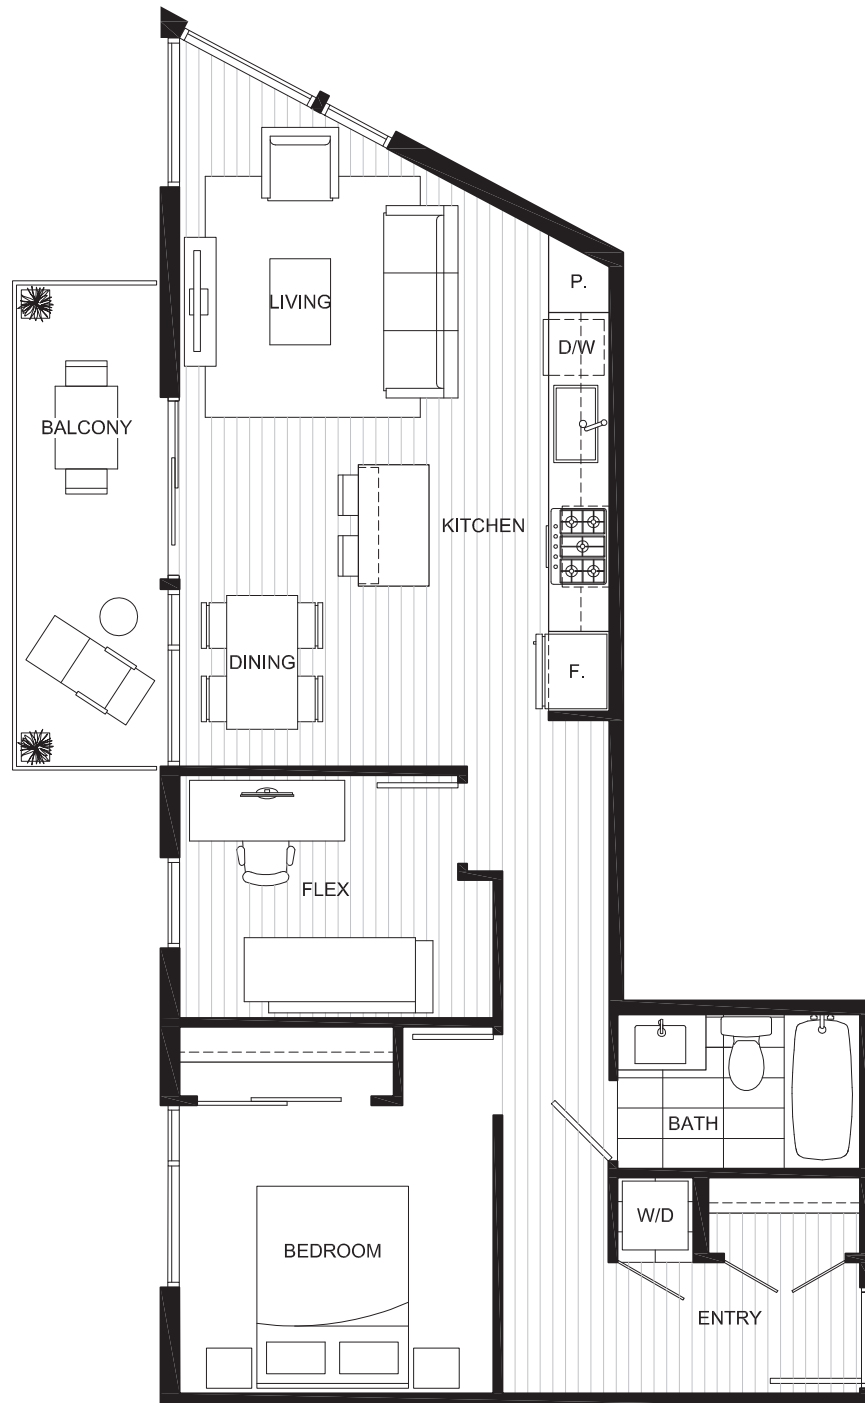 P.
LIVING
D/W
BALCONY
KITCHEN
DINING
F.
FLEX
BATH
W/D
BEDROOM
ENTRY